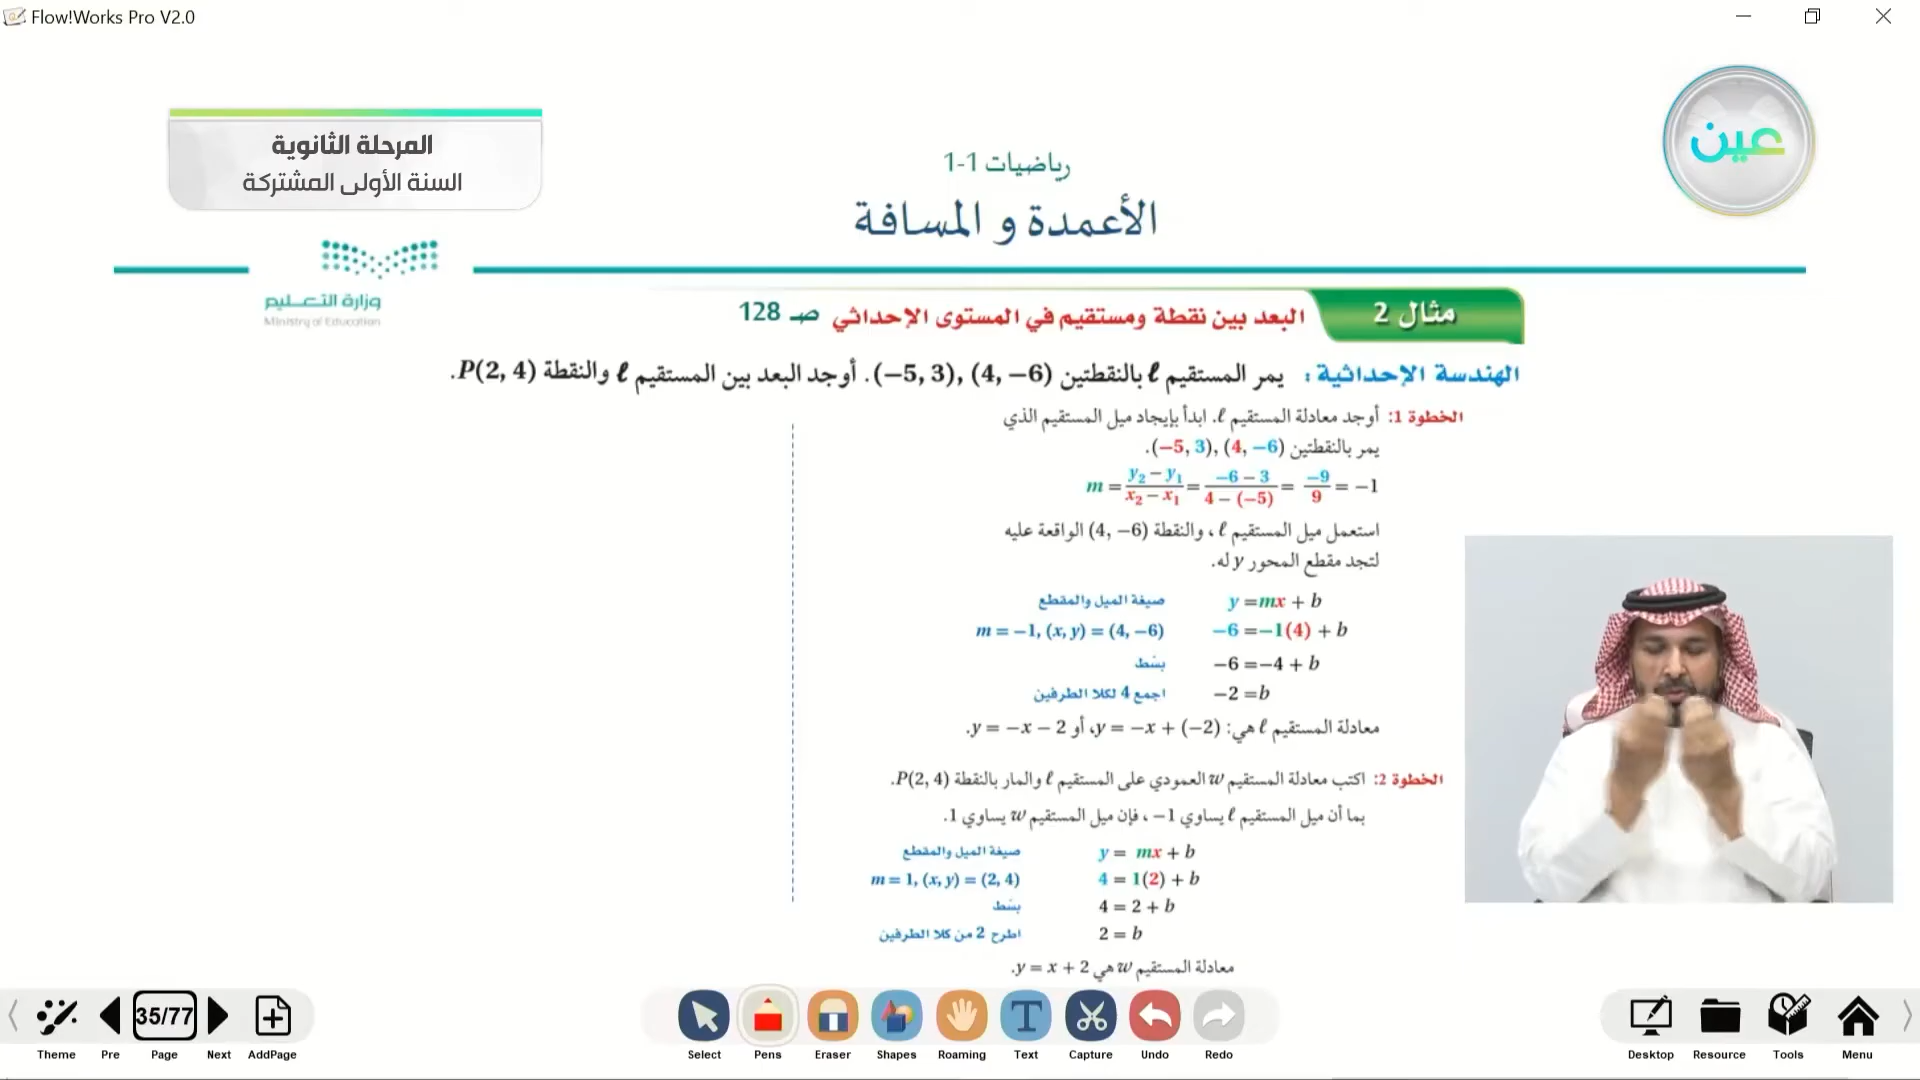 Flow!Works Pro V2.0
المرحلة الثانوية
السنة الأولى المشتركة
رياضيات 1-1
الأعمدة و المسافة
عين
وزارة التعليم
Ministry of Education
مثال 2 البعد بين نقطة ومستقيم في المستوى الإحداثي صـ 128
الهندسة الإحداثية : يمر المستقيم ℓ بالنقطتين (−5, 3), (4, −6). أوجد البعد بين المستقيم ℓ والنقطة P(2, 4).
الخطوة 1: أوجد معادلة المستقيم ℓ. ابدأ بإيجاد ميل المستقيم الذي
يمر بالنقطتين (−5, 3), (4, −6).
m = (y₂ − y₁)/(x₂ − x₁) = (−6 − 3)/(4 − (−5)) = −9/9 = −1
استعمل ميل المستقيم ℓ، والنقطة (4, −6) الواقعة عليه
لتجد مقطع المحور y له.
صيغة الميل والمقطع y = mx + b
m = −1, (x, y) = (4, −6) −6 = −1(4) + b
بسّط −6 = −4 + b
اجمع 4 لكلا الطرفين −2 = b
معادلة المستقيم ℓ هي: y = −x + (−2)، أو y = −x − 2.
الخطوة 2: اكتب معادلة المستقيم w العمودي على المستقيم ℓ والمار بالنقطة P(2, 4).
بما أن ميل المستقيم ℓ يساوي 1− ، فإن ميل المستقيم w يساوي 1.
صيغة الميل والمقطع y = mx + b
m = 1, (x, y) = (2, 4) 4 = 1(2) + b
بسّط 4 = 2 + b
اطرح 2 من كلا الطرفين 2 = b
معادلة المستقيم w هي y = x + 2.
35/77
Theme Pre Page Next AddPage Select Pens Eraser Shapes Roaming Text Capture Undo Redo Desktop Resource Tools Menu